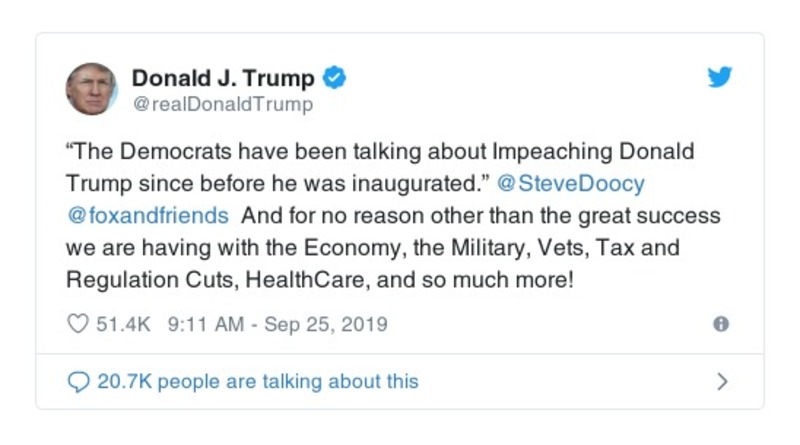 Donald J. Trump
@realDonaldTrump
“The Democrats have been talking about Impeaching Donald
Trump since before he was inaugurated.” @SteveDoocy
@foxandfriends And for no reason other than the great success
we are having with the Economy, the Military, Vets, Tax and
Regulation Cuts, HealthCare, and so much more!
51.4K 9:11 AM - Sep 25, 2019
20.7K people are talking about this